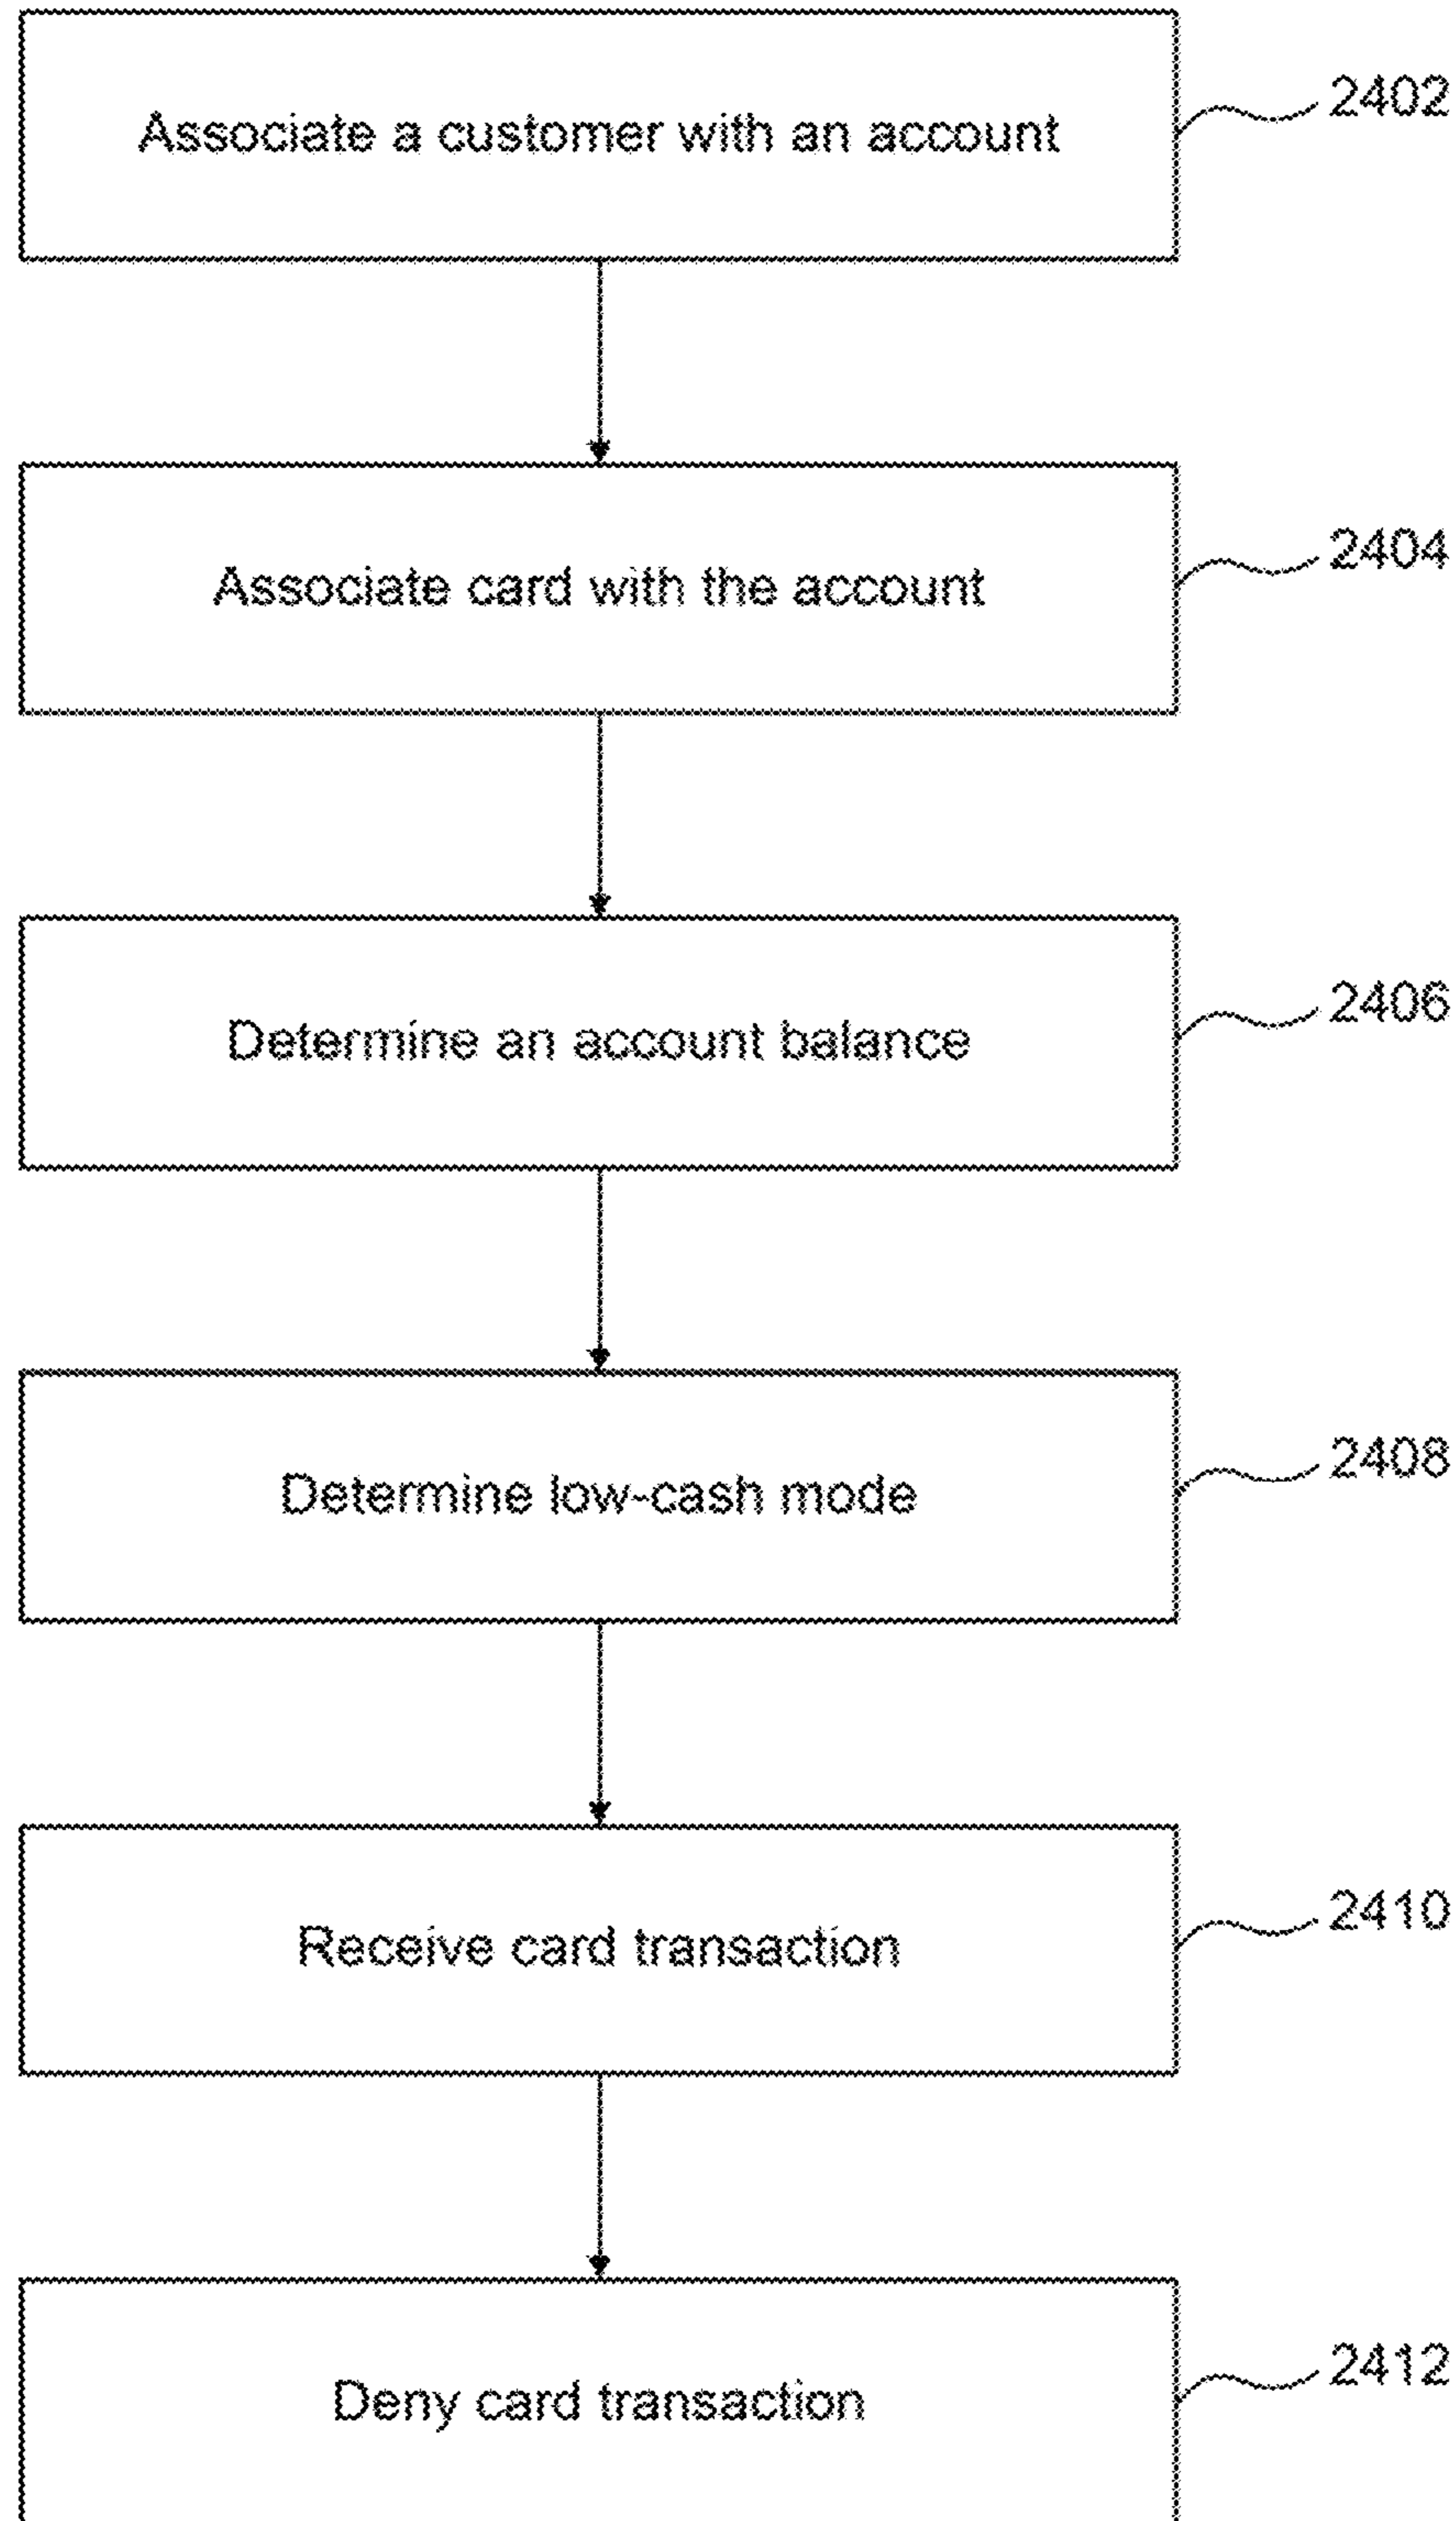 Associate a customer with an account
2402
Associate card with the account
2404
Determine an account balance
2406
Determine low-cash mode
2408
Receive card transaction
2410
Deny card transaction
2412